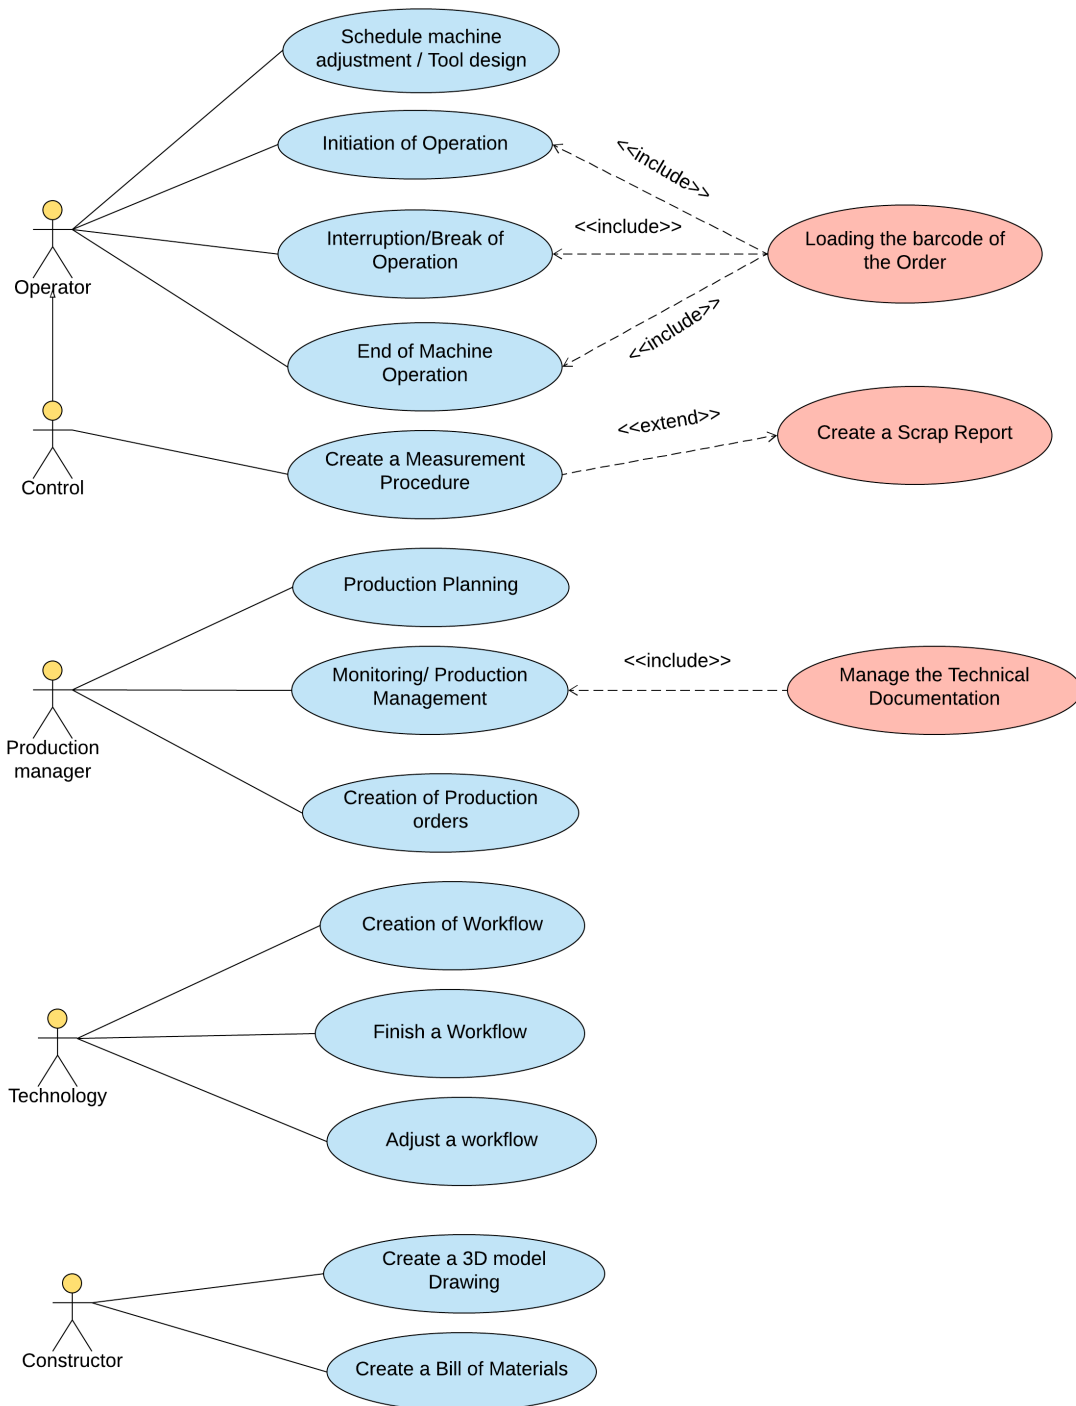 Schedule machine
adjustment / Tool design
Initiation of Operation
<<include>>
<<include>>
Interruption/Break of
Operation
Loading the barcode of
the Order
Operator
<<include>>
End of Machine
Operation
<<extend>>
Create a Scrap Report
Control
Create a Measurement
Procedure
Production Planning
<<include>>
Monitoring/ Production
Management
Manage the Technical
Documentation
Production
manager
Creation of Production
orders
Creation of Workflow
Finish a Workflow
Technology
Adjust a workflow
Create a 3D model
Drawing
Constructor
Create a Bill of Materials